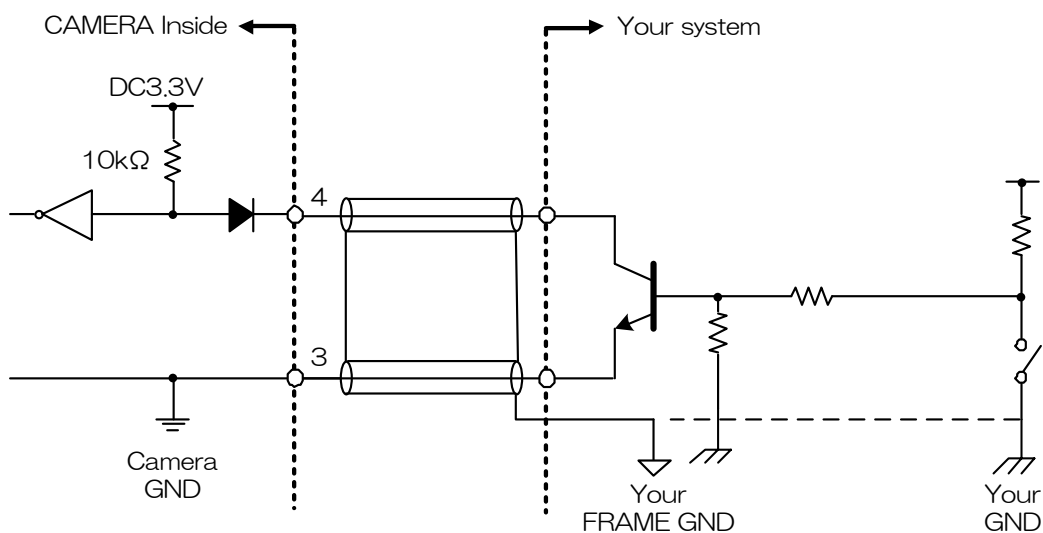 CAMERA Inside
Your system
DC3.3V
10kΩ
4
3
Camera
GND
Your
FRAME GND
Your
GND